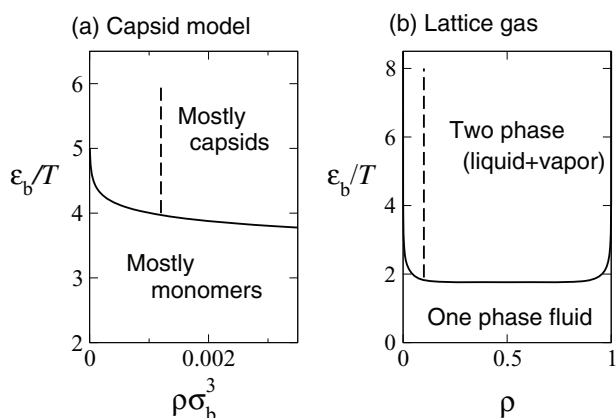 (a) Capsid model
(b) Lattice gas
6
5
4
3
2
ε_b/T
Mostly
capsids
Mostly
monomers
0
0.002
ρσ_b^3
8
6
4
2
0
ε_b/T
Two phase
(liquid+vapor)
One phase fluid
0
0.5
1
ρ